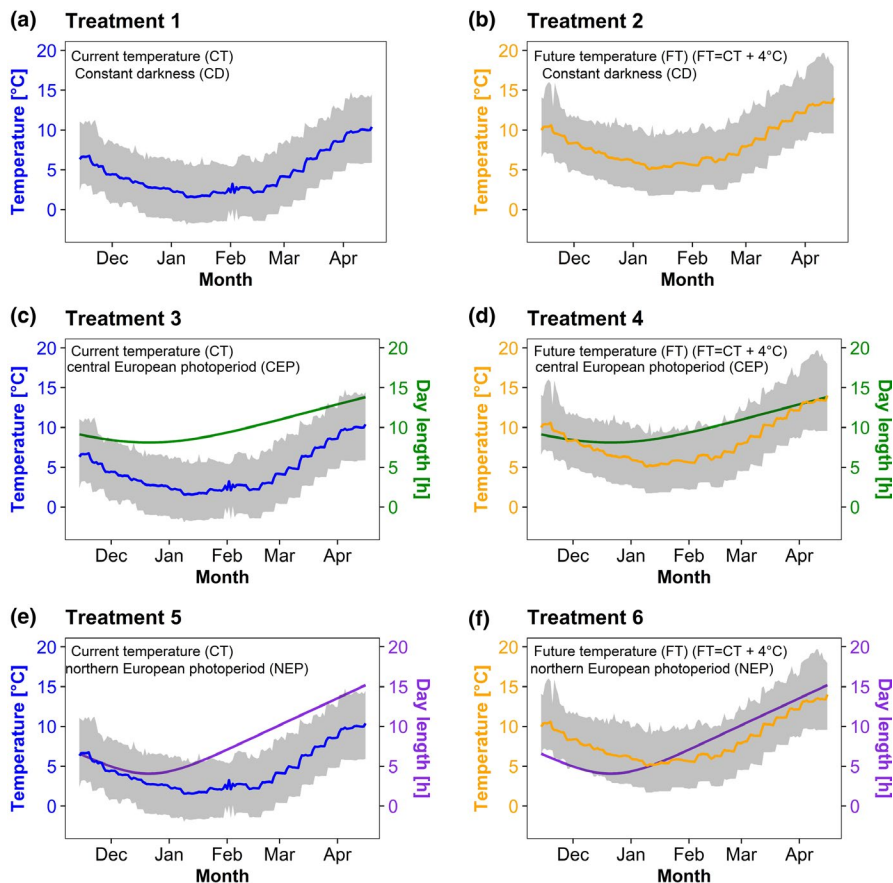 (a) Treatment 1
Current temperature (CT)
Constant darkness (CD)
Temperature [°C]
20
15
10
5
0
Dec Jan Feb Mar Apr
Month
(b) Treatment 2
Future temperature (FT) (FT=CT + 4°C)
Constant darkness (CD)
Temperature [°C]
20
15
10
5
0
Dec Jan Feb Mar Apr
Month
(c) Treatment 3
Current temperature (CT)
central European photoperiod (CEP)
Temperature [°C]
20
15
10
5
0
Day length [h]
20
15
10
5
0
Dec Jan Feb Mar Apr
Month
(d) Treatment 4
Future temperature (FT) (FT=CT + 4°C)
central European photoperiod (CEP)
Temperature [°C]
20
15
10
5
0
Day length [h]
20
15
10
5
0
Dec Jan Feb Mar Apr
Month
(e) Treatment 5
Current temperature (CT)
northern European photoperiod (NEP)
Temperature [°C]
20
15
10
5
0
Day length [h]
20
15
10
5
0
Dec Jan Feb Mar Apr
Month
(f) Treatment 6
Future temperature (FT) (FT=CT + 4°C)
northern European photoperiod (NEP)
Temperature [°C]
20
15
10
5
0
Day length [h]
20
15
10
5
0
Dec Jan Feb Mar Apr
Month